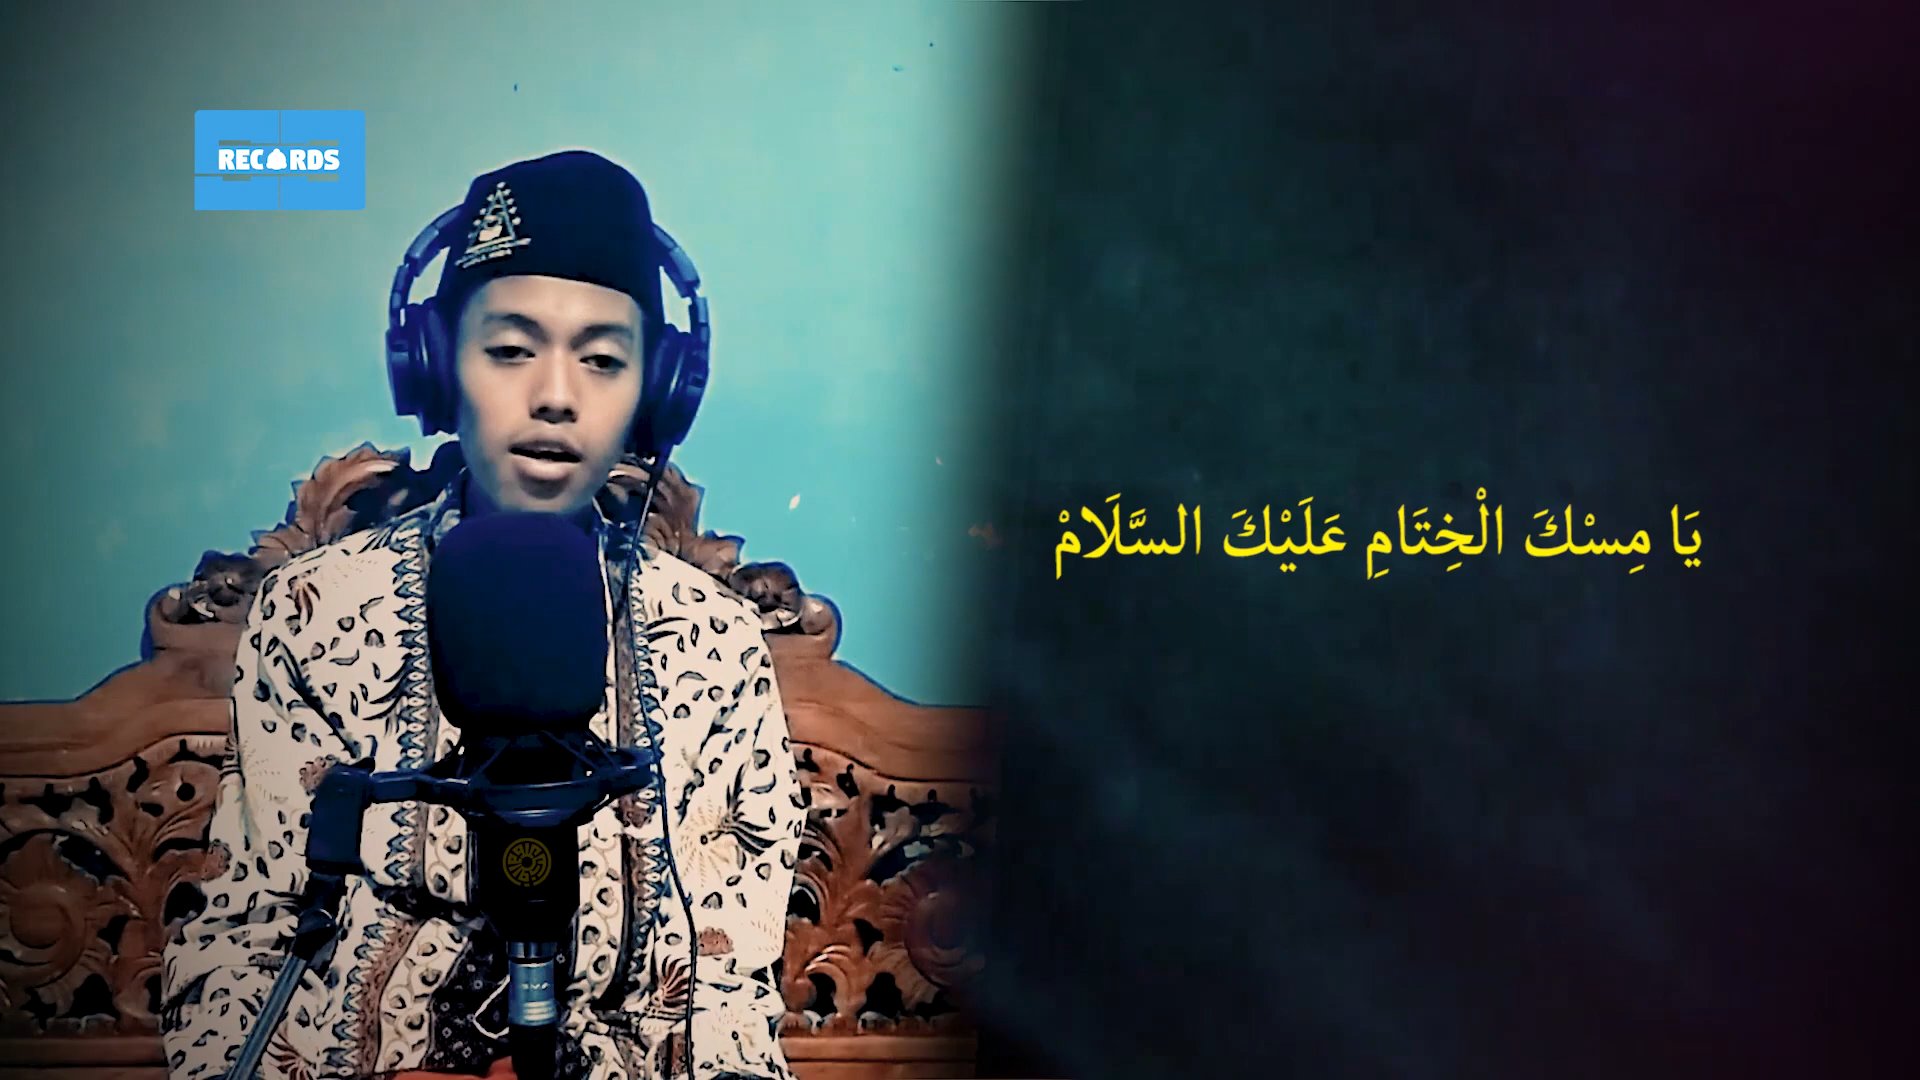 RECORDS
يَا مِسْكَ الْخِتَامِ عَلَيْكَ السَّلَامْ